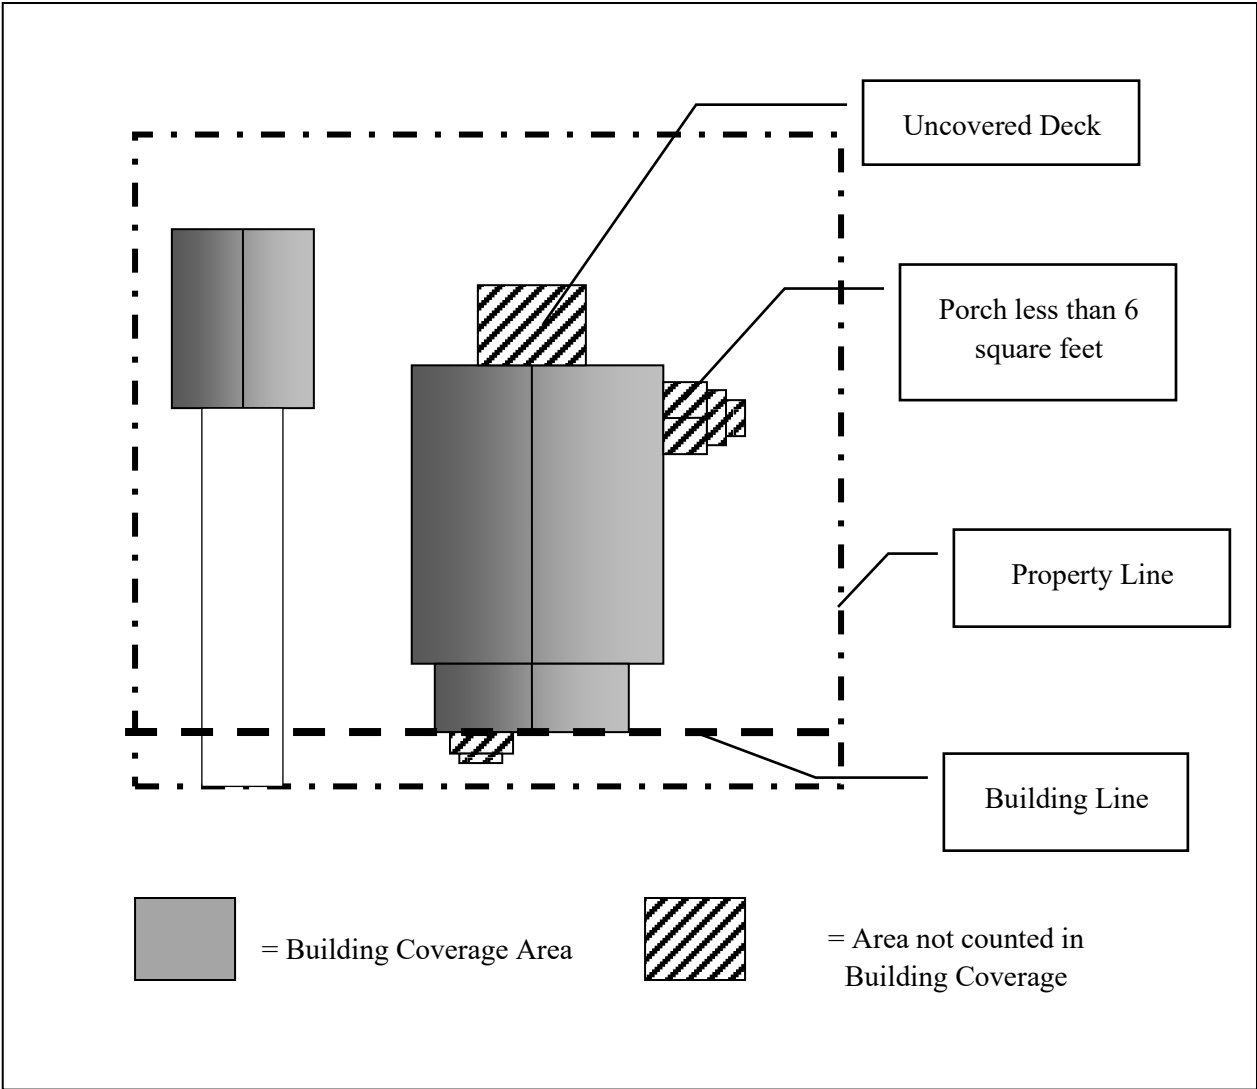 Uncovered Deck
Porch less than 6
square feet
Property Line
Building Line
= Building Coverage Area
= Area not counted in
Building Coverage